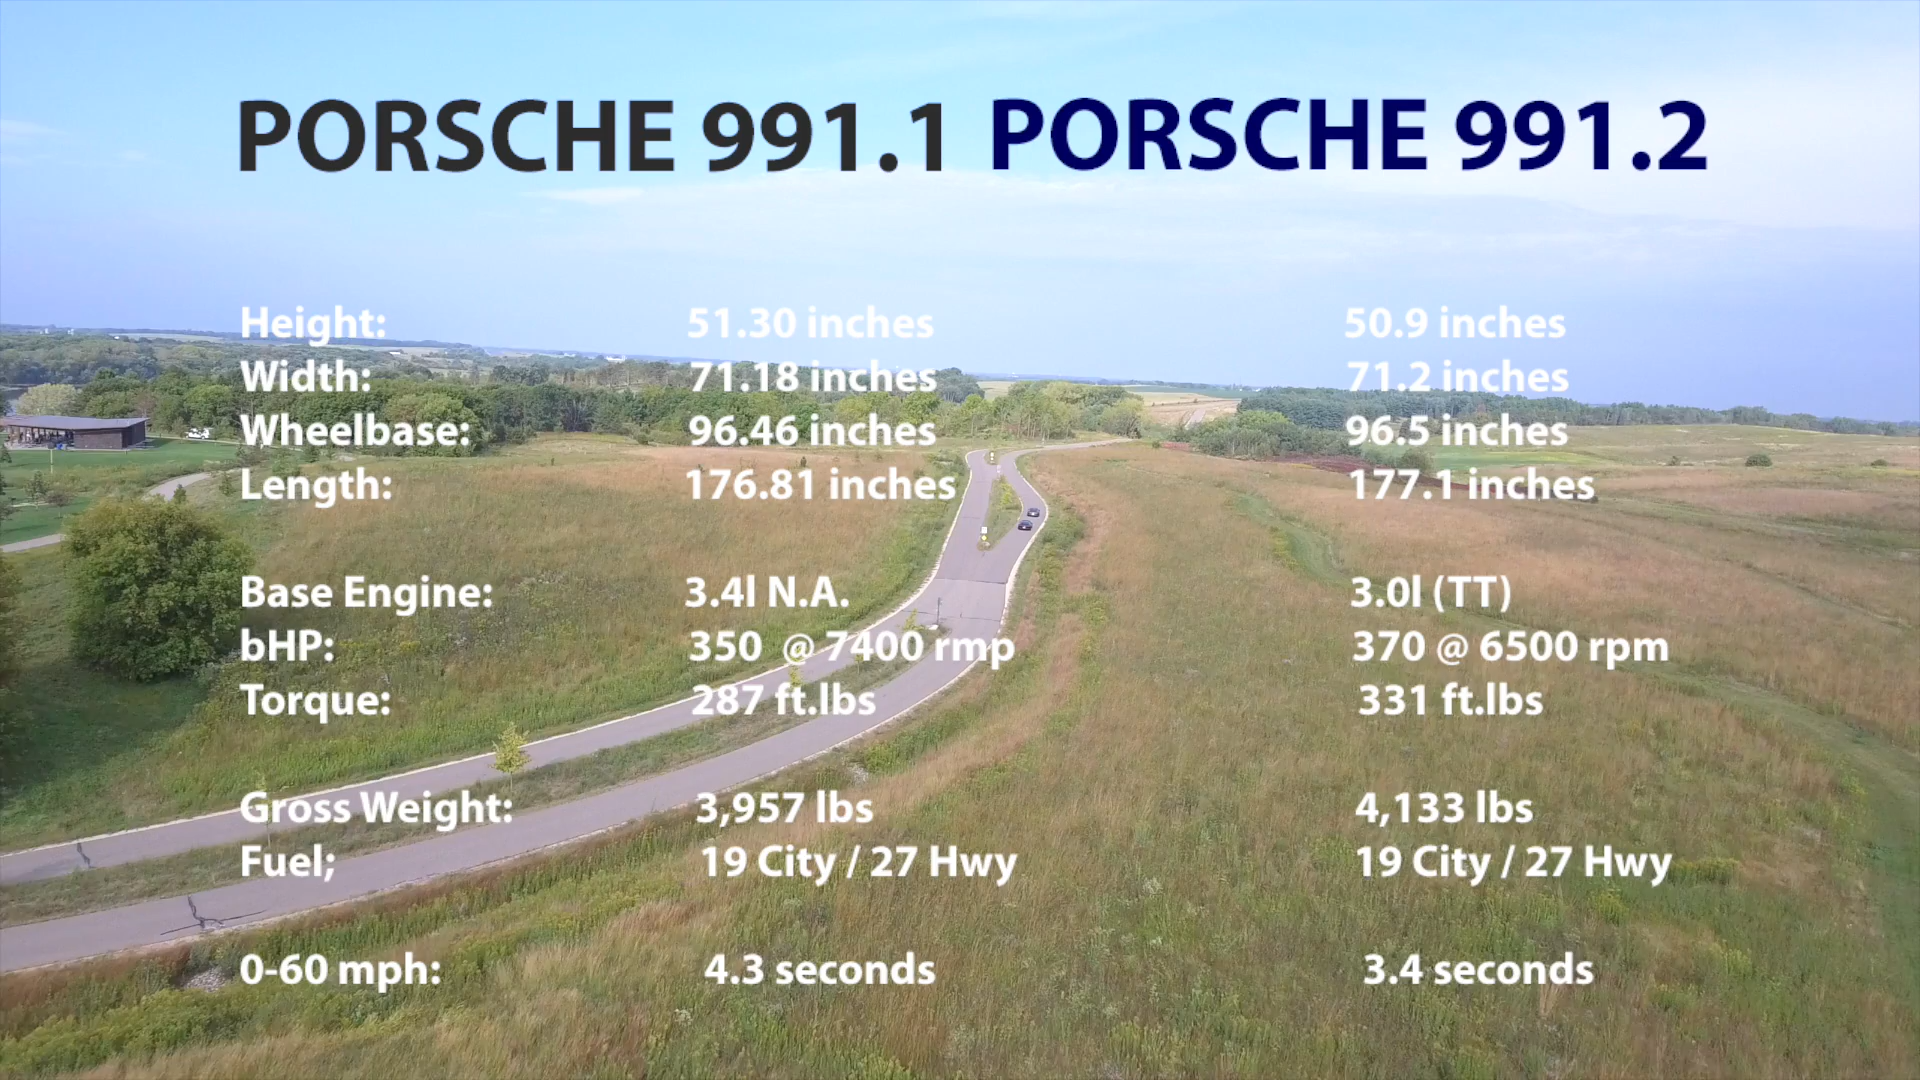 PORSCHE 991.1 PORSCHE 991.2
Height: 51.30 inches 50.9 inches
Width: 71.18 inches 71.2 inches
Wheelbase: 96.46 inches 96.5 inches
Length: 176.81 inches 177.1 inches
Base Engine: 3.4l N.A. 3.0l (TT)
bHP: 350 @ 7400 rmp 370 @ 6500 rpm
Torque: 287 ft.lbs 331 ft.lbs
Gross Weight: 3,957 lbs 4,133 lbs
Fuel; 19 City / 27 Hwy 19 City / 27 Hwy
0-60 mph: 4.3 seconds 3.4 seconds